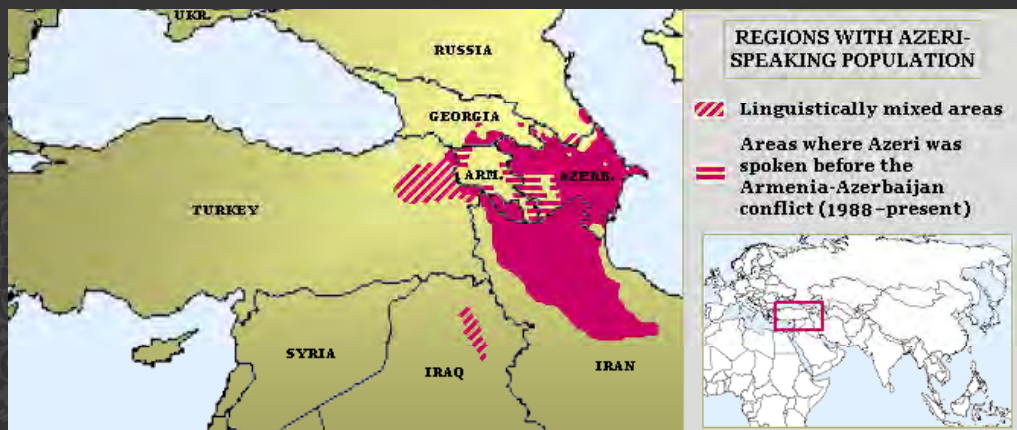 UKR.
RUSSIA
GEORGIA
ARM.
AZERB.
TURKEY
SYRIA
IRAQ
IRAN
REGIONS WITH AZERI-
SPEAKING POPULATION
Linguistically mixed areas
Areas where Azeri was
spoken before the
Armenia-Azerbaijan
conflict (1988–present)